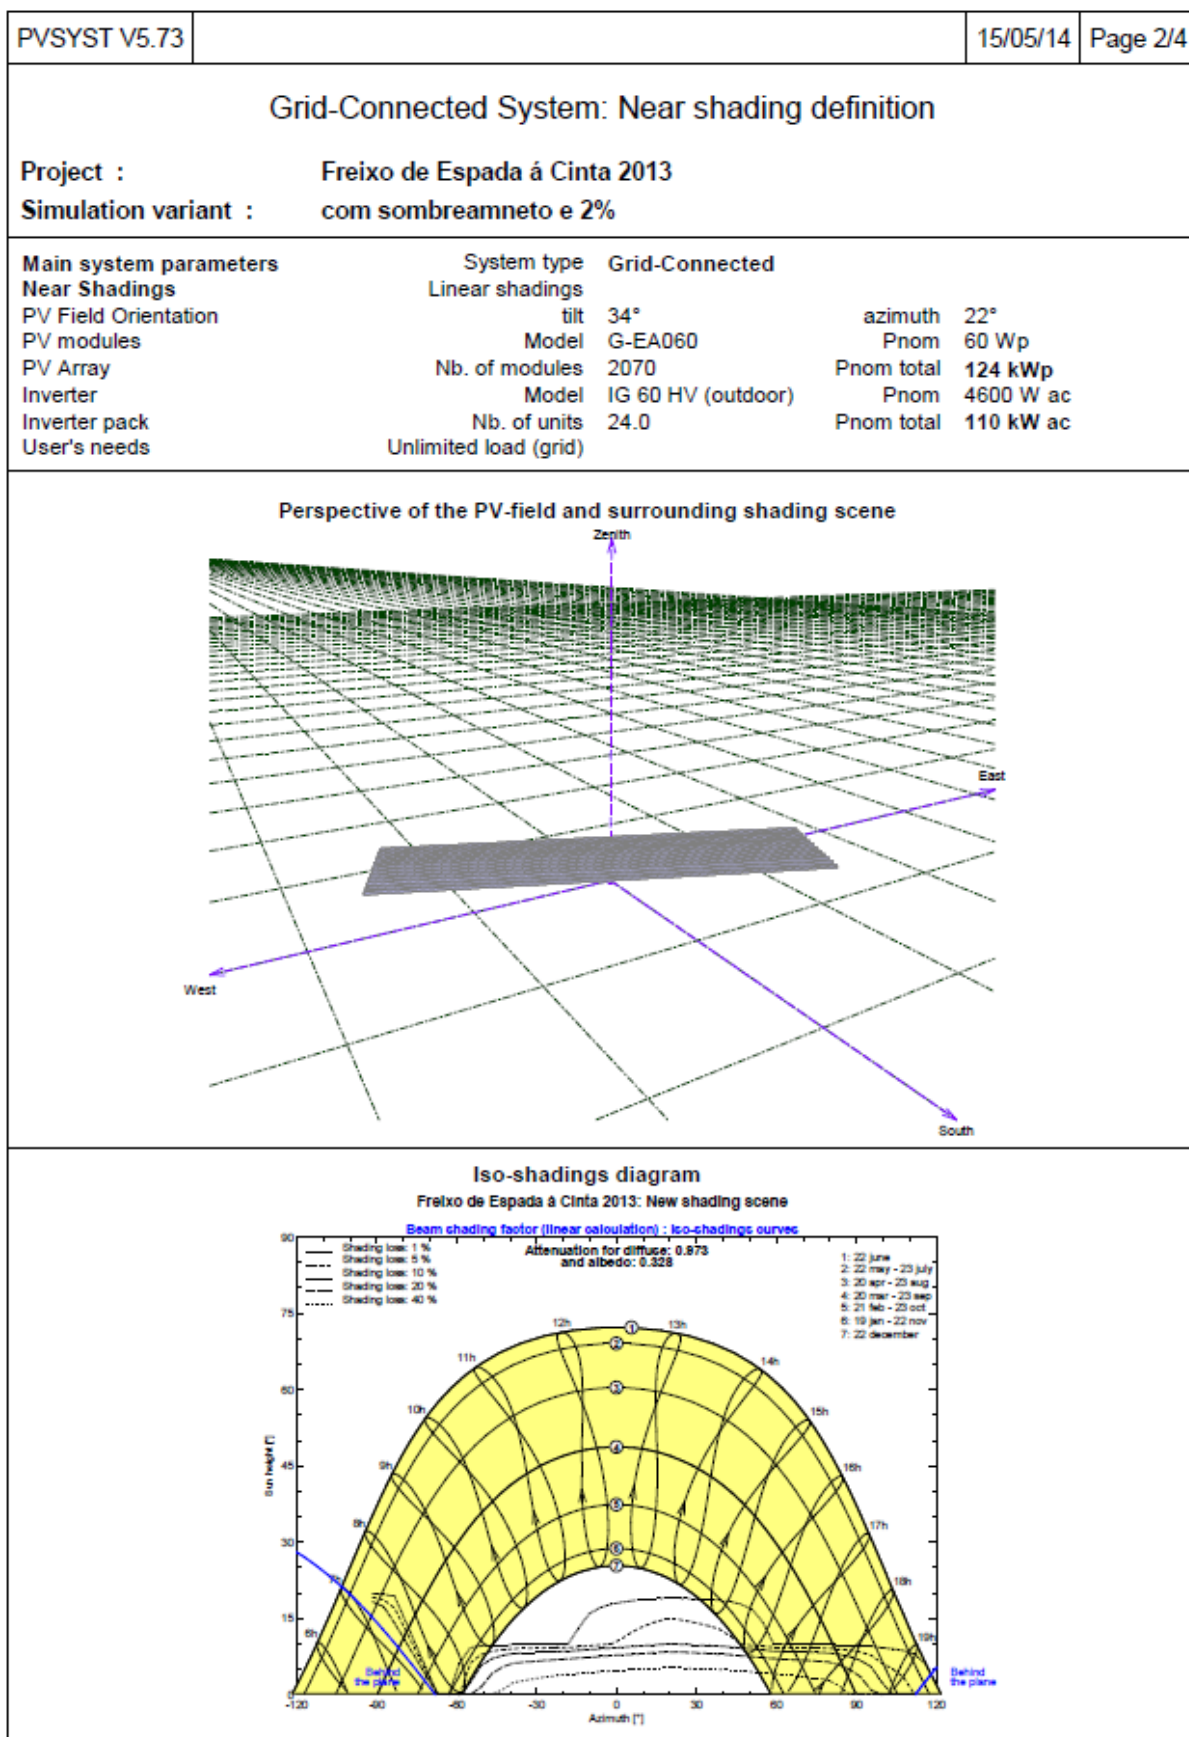 PVSYST V5.73 15/05/14 Page 2/4
Grid-Connected System: Near shading definition
Project : Freixo de Espada á Cinta 2013
Simulation variant : com sombreamneto e 2%
Main system parameters System type Grid-Connected
Near Shadings Linear shadings
PV Field Orientation tilt 34° azimuth 22°
PV modules Model G-EA060 Pnom 60 Wp
PV Array Nb. of modules 2070 Pnom total 124 kWp
Inverter Model IG 60 HV (outdoor) Pnom 4600 W ac
Inverter pack Nb. of units 24.0 Pnom total 110 kW ac
User's needs Unlimited load (grid)
Perspective of the PV-field and surrounding shading scene
Zenith
East
West
South
Iso-shadings diagram
Freixo de Espada á Cinta 2013: New shading scene
Beam shading factor (linear calculation) : Iso-shadings curves
Shading loss: 1 %
Shading loss: 5 %
Shading loss: 10 %
Shading loss: 20 %
Shading loss: 40 %
Attenuation for diffuse: 0.973
and albedo: 0.328
1: 22 june
2: 22 may - 23 july
3: 20 apr - 23 aug
4: 20 mar - 23 sep
5: 21 feb - 23 oct
6: 19 jan - 22 nov
7: 22 december
90
75
60
45
30
15
0
Sun height [°]
6h
7h
8h
9h
10h
11h
12h
13h
14h
15h
16h
17h
18h
19h
1
2
3
4
5
6
7
Behind
the plane
Behind
the plane
-120 -90 -60 -30 0 30 60 90 120
Azimuth [°]